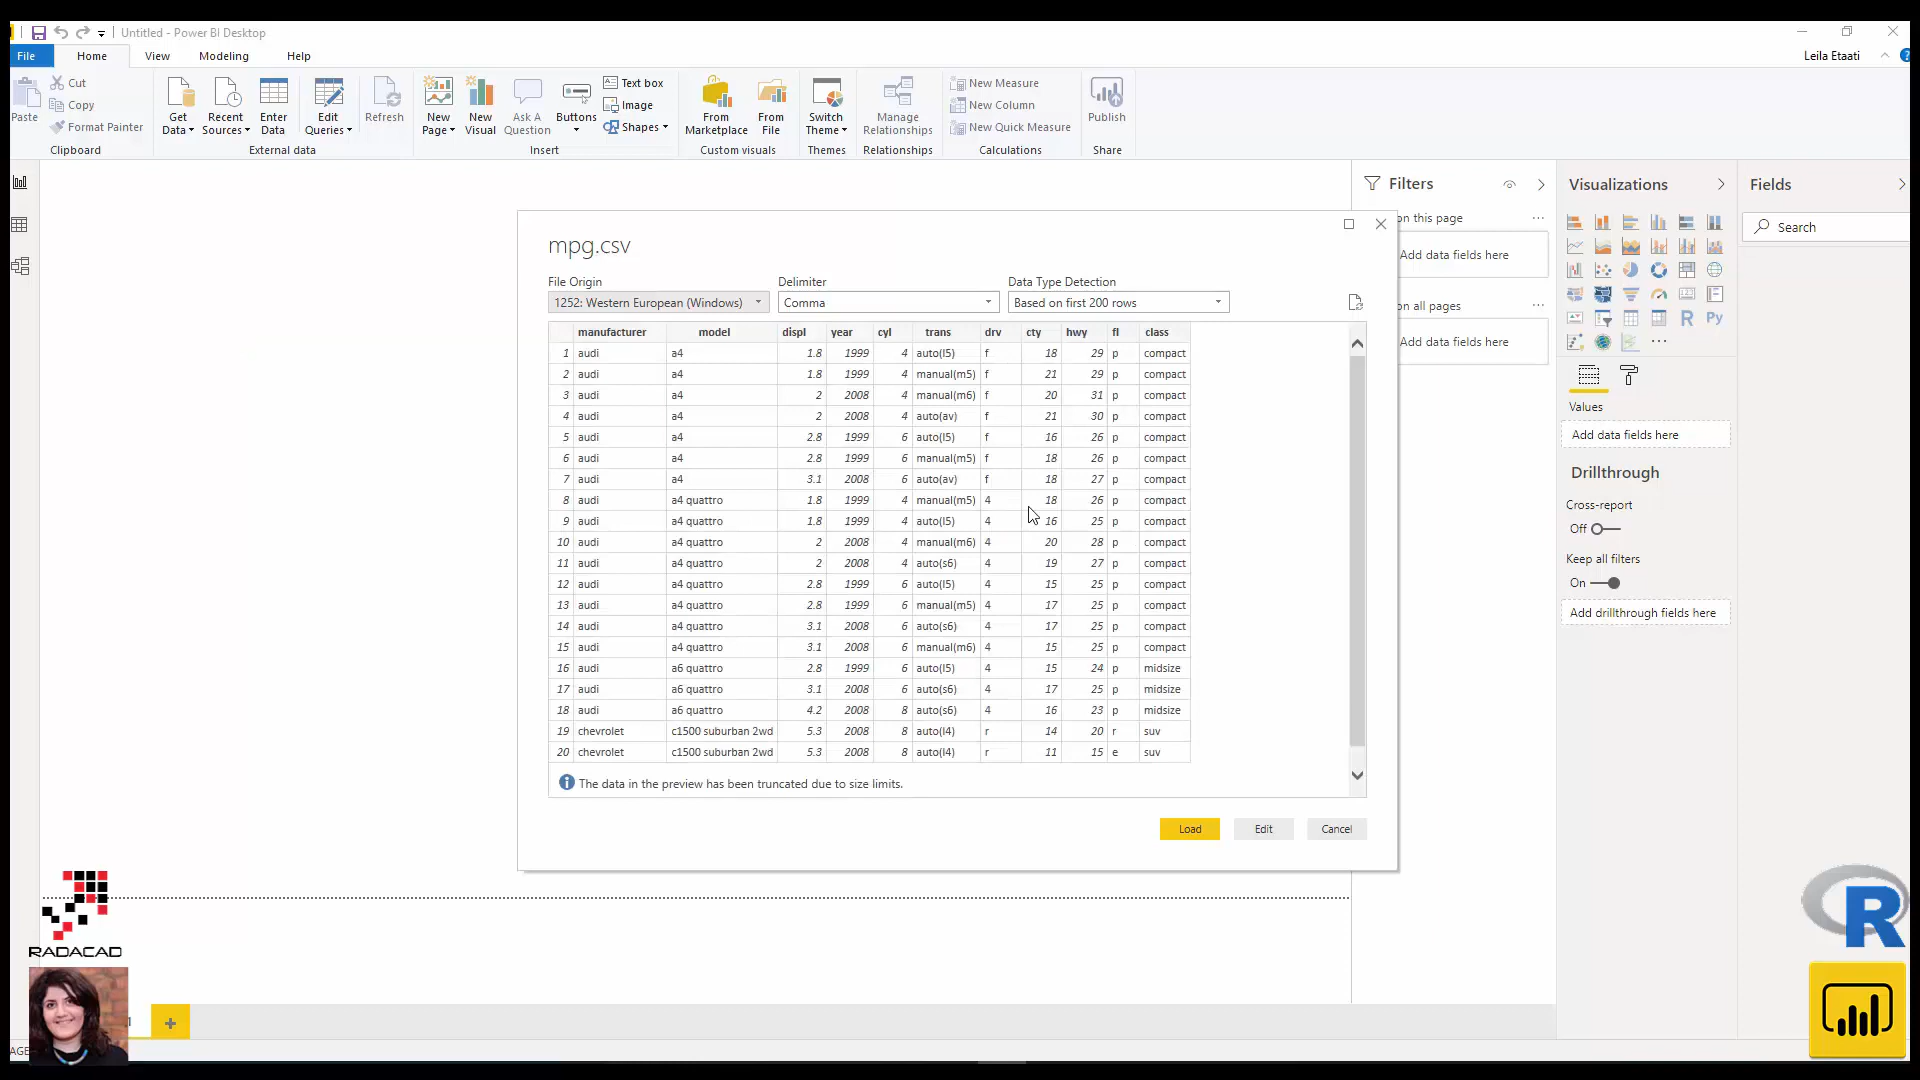 Untitled - Power BI Desktop
File Home View Modeling Help Leila Etaati
Paste
Cut
Copy
Format Painter
Clipboard
Get Data
Recent Sources
Enter Data
Edit Queries
Refresh
External data
New Page
New Visual
Ask A Question
Buttons
Text box
Image
Shapes
Insert
From Marketplace
From File
Custom visuals
Switch Theme
Themes
Manage Relationships
Relationships
New Measure
New Column
New Quick Measure
Calculations
Publish
Share
Filters
on this page
Add data fields here
on all pages
Add data fields here
Visualizations
R Py
Values
Add data fields here
Drillthrough
Cross-report
Off
Keep all filters
On
Add drillthrough fields here
Fields
Search
mpg.csv
File Origin Delimiter Data Type Detection
1252: Western European (Windows) Comma Based on first 200 rows
manufacturer model displ year cyl trans drv cty hwy fl class
1 audi a4 1.8 1999 4 auto(l5) f 18 29 p compact
2 audi a4 1.8 1999 4 manual(m5) f 21 29 p compact
3 audi a4 2 2008 4 manual(m6) f 20 31 p compact
4 audi a4 2 2008 4 auto(av) f 21 30 p compact
5 audi a4 2.8 1999 6 auto(l5) f 16 26 p compact
6 audi a4 2.8 1999 6 manual(m5) f 18 26 p compact
7 audi a4 3.1 2008 6 auto(av) f 18 27 p compact
8 audi a4 quattro 1.8 1999 4 manual(m5) 4 18 26 p compact
9 audi a4 quattro 1.8 1999 4 auto(l5) 4 16 25 p compact
10 audi a4 quattro 2 2008 4 manual(m6) 4 20 28 p compact
11 audi a4 quattro 2 2008 4 auto(s6) 4 19 27 p compact
12 audi a4 quattro 2.8 1999 6 auto(l5) 4 15 25 p compact
13 audi a4 quattro 2.8 1999 6 manual(m5) 4 17 25 p compact
14 audi a4 quattro 3.1 2008 6 auto(s6) 4 17 25 p compact
15 audi a4 quattro 3.1 2008 6 manual(m6) 4 15 25 p compact
16 audi a6 quattro 2.8 1999 6 auto(l5) 4 15 24 p midsize
17 audi a6 quattro 3.1 2008 6 auto(s6) 4 17 25 p midsize
18 audi a6 quattro 4.2 2008 8 auto(s6) 4 16 23 p midsize
19 chevrolet c1500 suburban 2wd 5.3 2008 8 auto(l4) r 14 20 r suv
20 chevrolet c1500 suburban 2wd 5.3 2008 8 auto(l4) r 11 15 e suv
The data in the preview has been truncated due to size limits.
Load Edit Cancel
RADACAD
R